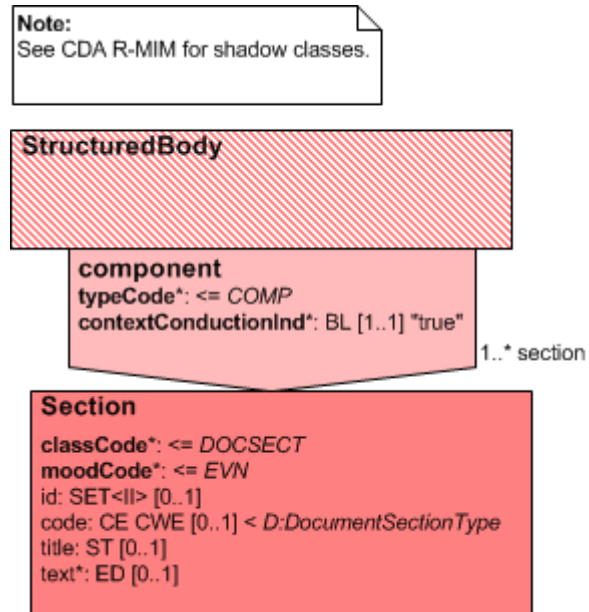 Note:
See CDA R-MIM for shadow classes.
StructuredBody
component
typeCode*: <= COMP
contextConductionInd*: BL [1..1] "true"
1..* section
Section
classCode*: <= DOCSECT
moodCode*: <= EVN
id: SET<II> [0..1]
code: CE CWE [0..1] < D:DocumentSectionType
title: ST [0..1]
text*: ED [0..1]